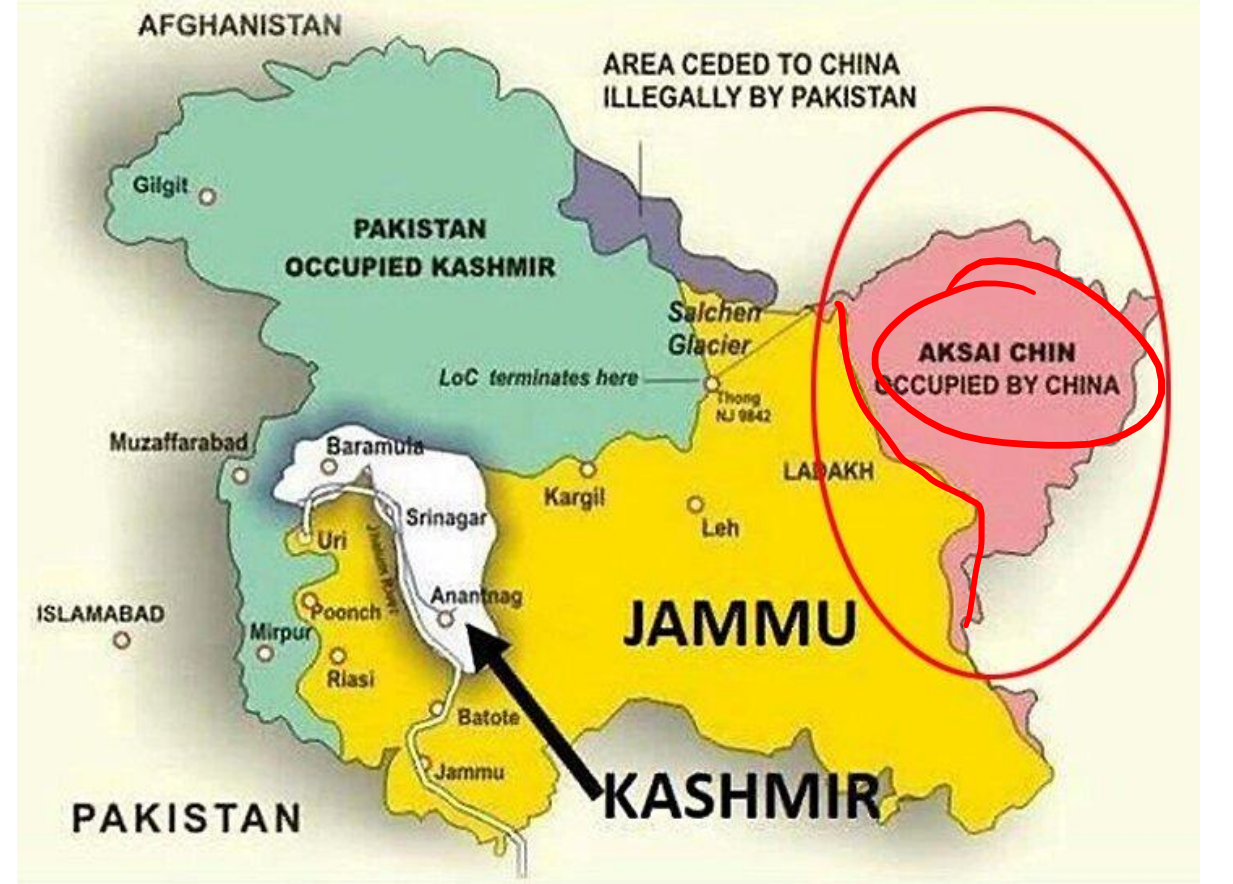 AFGHANISTAN
AREA CEDED TO CHINA
ILLEGALLY BY PAKISTAN
Gilgit
PAKISTAN
OCCUPIED KASHMIR
Salchen
Glacier
AKSAI CHIN
OCCUPIED BY CHINA
LoC terminates here
Thong
NJ 9842
Muzaffarabad
Baramula
Kargil
LADAKH
Srinagar
Leh
Uri
Anantnag
ISLAMABAD
Poonch
Mirpur
JAMMU
Riasi
Batote
Jammu
KASHMIR
PAKISTAN